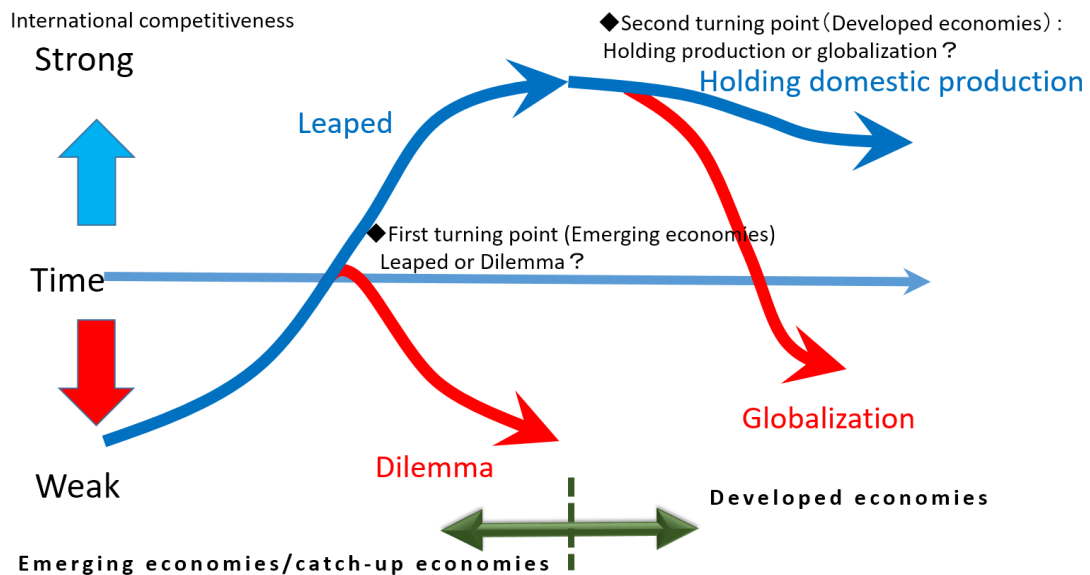 International competitiveness
Strong
◆Second turning point（Developed economies）:
Holding production or globalization？
Holding domestic production
Leaped
◆First turning point (Emerging economies)
Leaped or Dilemma？
Time
Globalization
Dilemma
Weak
Developed economies
Emerging economies/catch-up economies